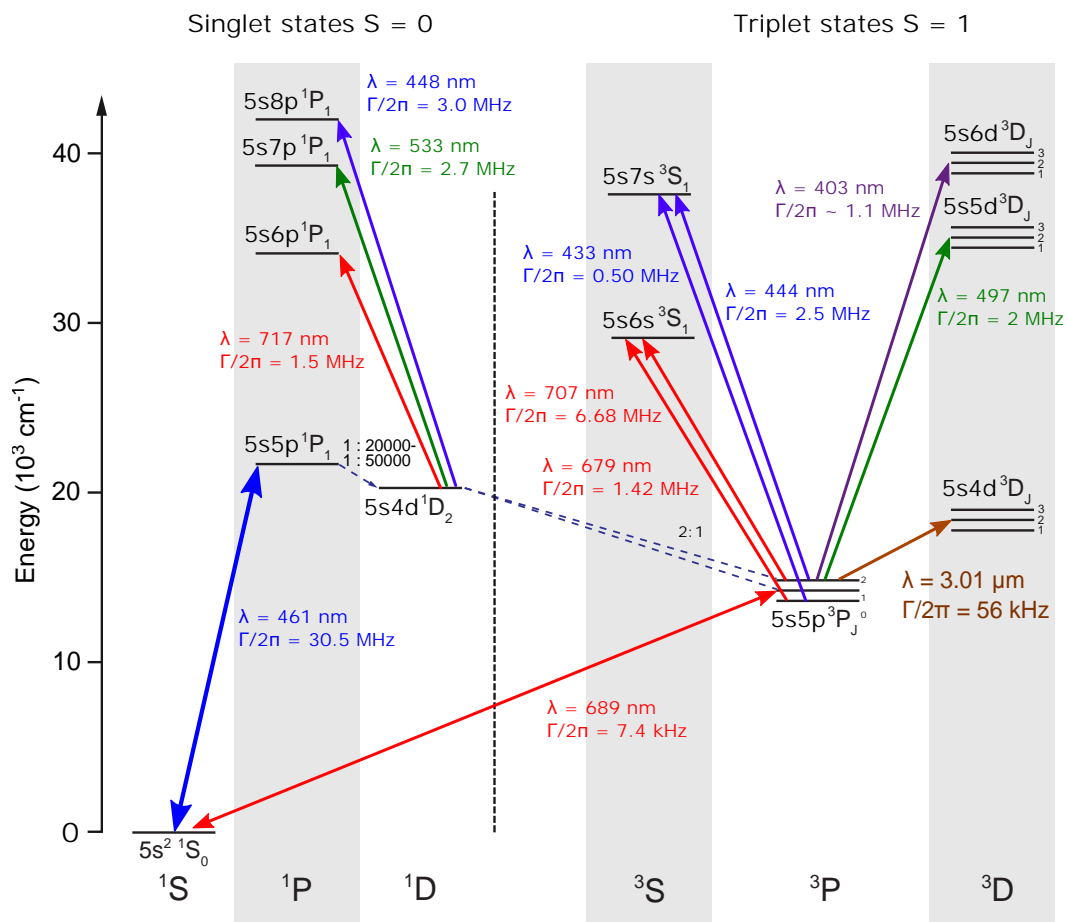 Singlet states S = 0
Triplet states S = 1
λ = 448 nm
Γ/2π = 3.0 MHz
5s8p ¹P₁
λ = 533 nm
Γ/2π = 2.7 MHz
5s7p ¹P₁
5s6p ¹P₁
λ = 717 nm
Γ/2π = 1.5 MHz
5s5p ¹P₁
1 : 20000-
1 : 50000
5s4d ¹D₂
λ = 461 nm
Γ/2π = 30.5 MHz
5s² ¹S₀
5s7s ³S₁
λ = 433 nm
Γ/2π = 0.50 MHz
λ = 444 nm
Γ/2π = 2.5 MHz
5s6s ³S₁
λ = 707 nm
Γ/2π = 6.68 MHz
λ = 679 nm
Γ/2π = 1.42 MHz
2:1
λ = 689 nm
Γ/2π = 7.4 kHz
5s6d ³D_J
3
2
1
λ = 403 nm
Γ/2π ~ 1.1 MHz
5s5d ³D_J
3
2
1
λ = 497 nm
Γ/2π = 2 MHz
5s4d ³D_J
3
2
1
2
1
0
5s5p ³P_J
λ = 3.01 µm
Γ/2π = 56 kHz
Energy (10³ cm⁻¹)
40
30
20
10
0
¹S
¹P
¹D
³S
³P
³D